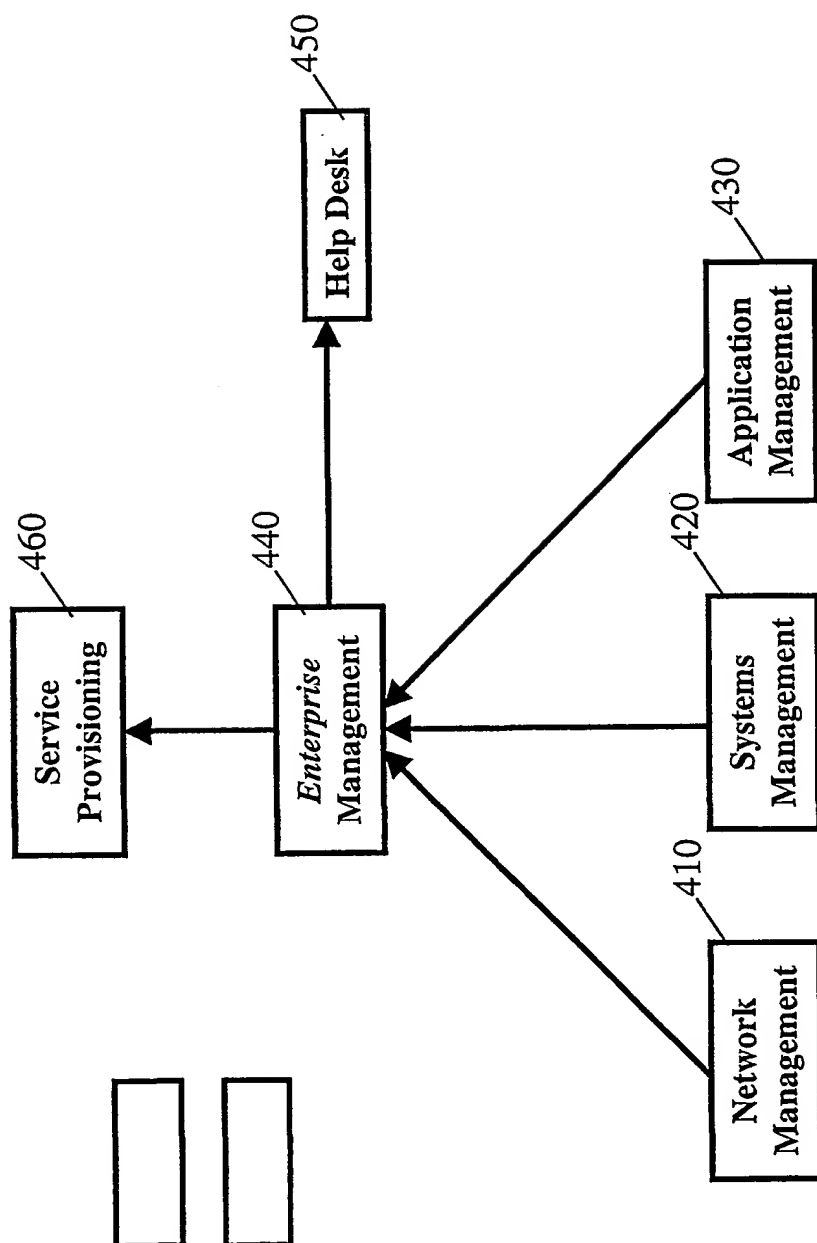 460
Service
Provisioning
440
Enterprise
Management
450
Help Desk
410
Network
Management
420
Systems
Management
430
Application
Management